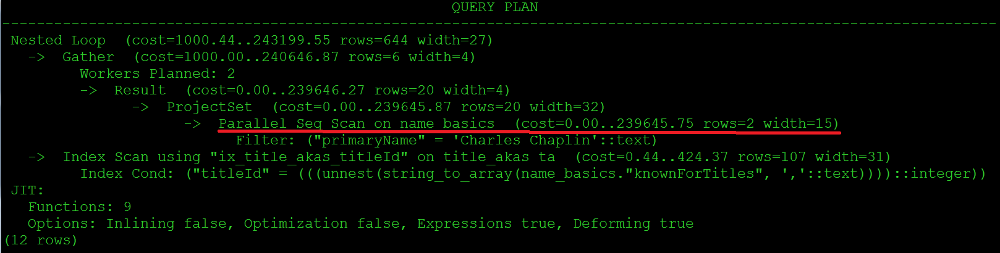 QUERY PLAN
--------------------------------------------------------------------------------------------------------------------
Nested Loop  (cost=1000.44..243199.55 rows=644 width=27)
  ->  Gather  (cost=1000.00..240646.87 rows=6 width=4)
        Workers Planned: 2
        ->  Result  (cost=0.00..239646.27 rows=20 width=4)
              ->  ProjectSet  (cost=0.00..239645.87 rows=20 width=32)
                    ->  Parallel Seq Scan on name_basics  (cost=0.00..239645.75 rows=2 width=15)
                          Filter: ("primaryName" = 'Charles Chaplin'::text)
  ->  Index Scan using "ix_title_akas_titleId" on title_akas ta  (cost=0.44..424.37 rows=107 width=31)
        Index Cond: ("titleId" = (((unnest(string_to_array(name_basics."knownForTitles", ','::text))))::integer))
JIT:
  Functions: 9
  Options: Inlining false, Optimization false, Expressions true, Deforming true
(12 rows)